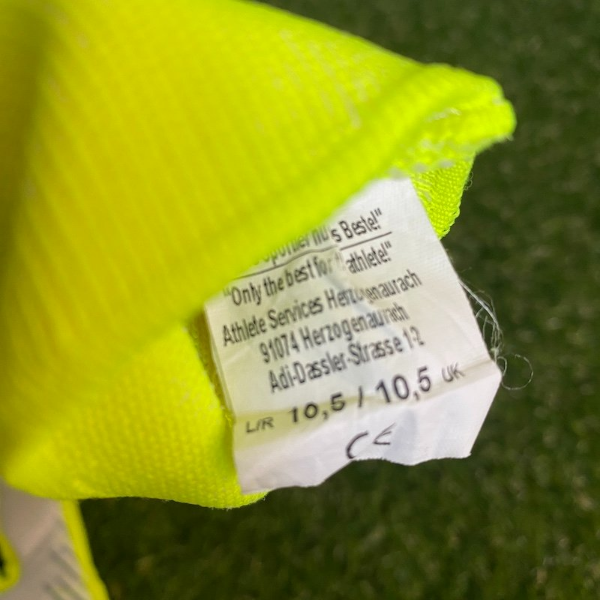 s Beste!"
"Only the best for athlete!"
Athlete Services Herzogenaurach
91074 Herzogenaurach
Adi-Dassler-Strasse 1-2
L/R 10,5 / 10,5 UK
CE